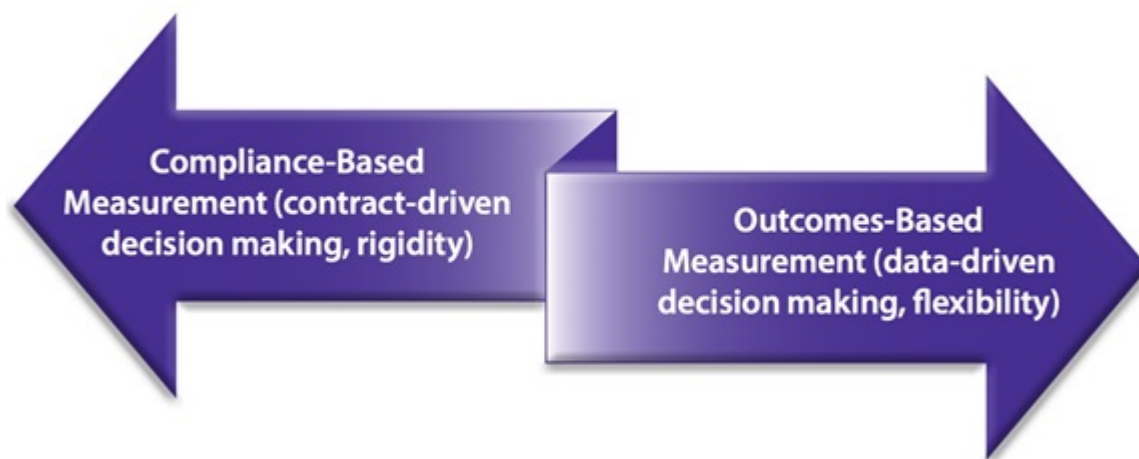 Compliance-Based
Measurement (contract-driven
decision making, rigidity)
Outcomes-Based
Measurement (data-driven
decision making, flexibility)